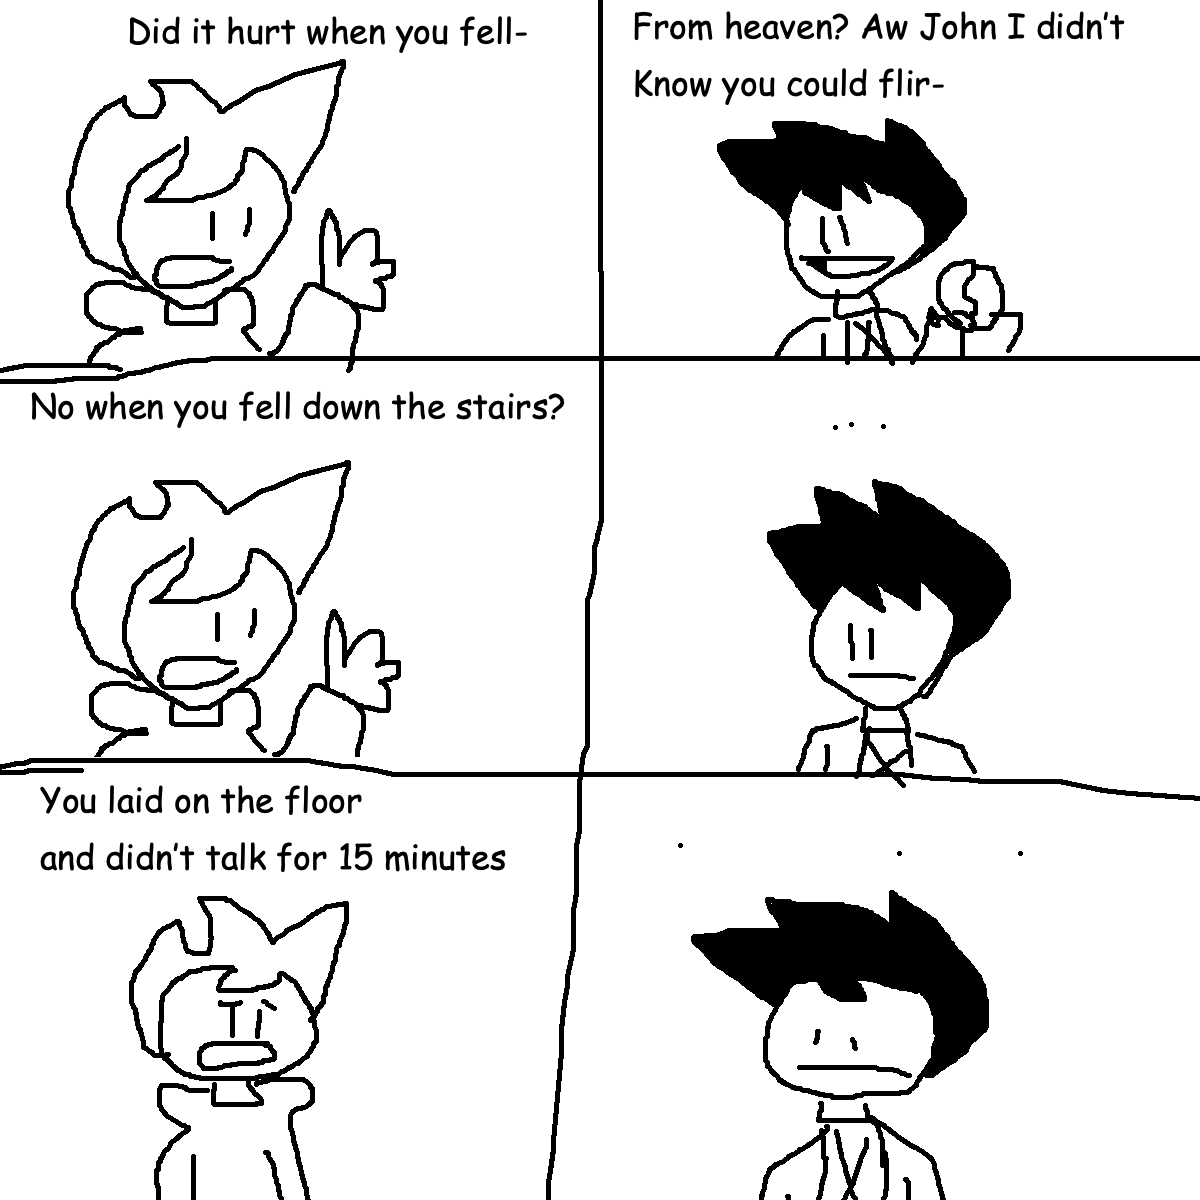 Did it hurt when you fell-
From heaven? Aw John I didn't
Know you could flir-
No when you fell down the stairs?
...
You laid on the floor
and didn't talk for 15 minutes
. . .